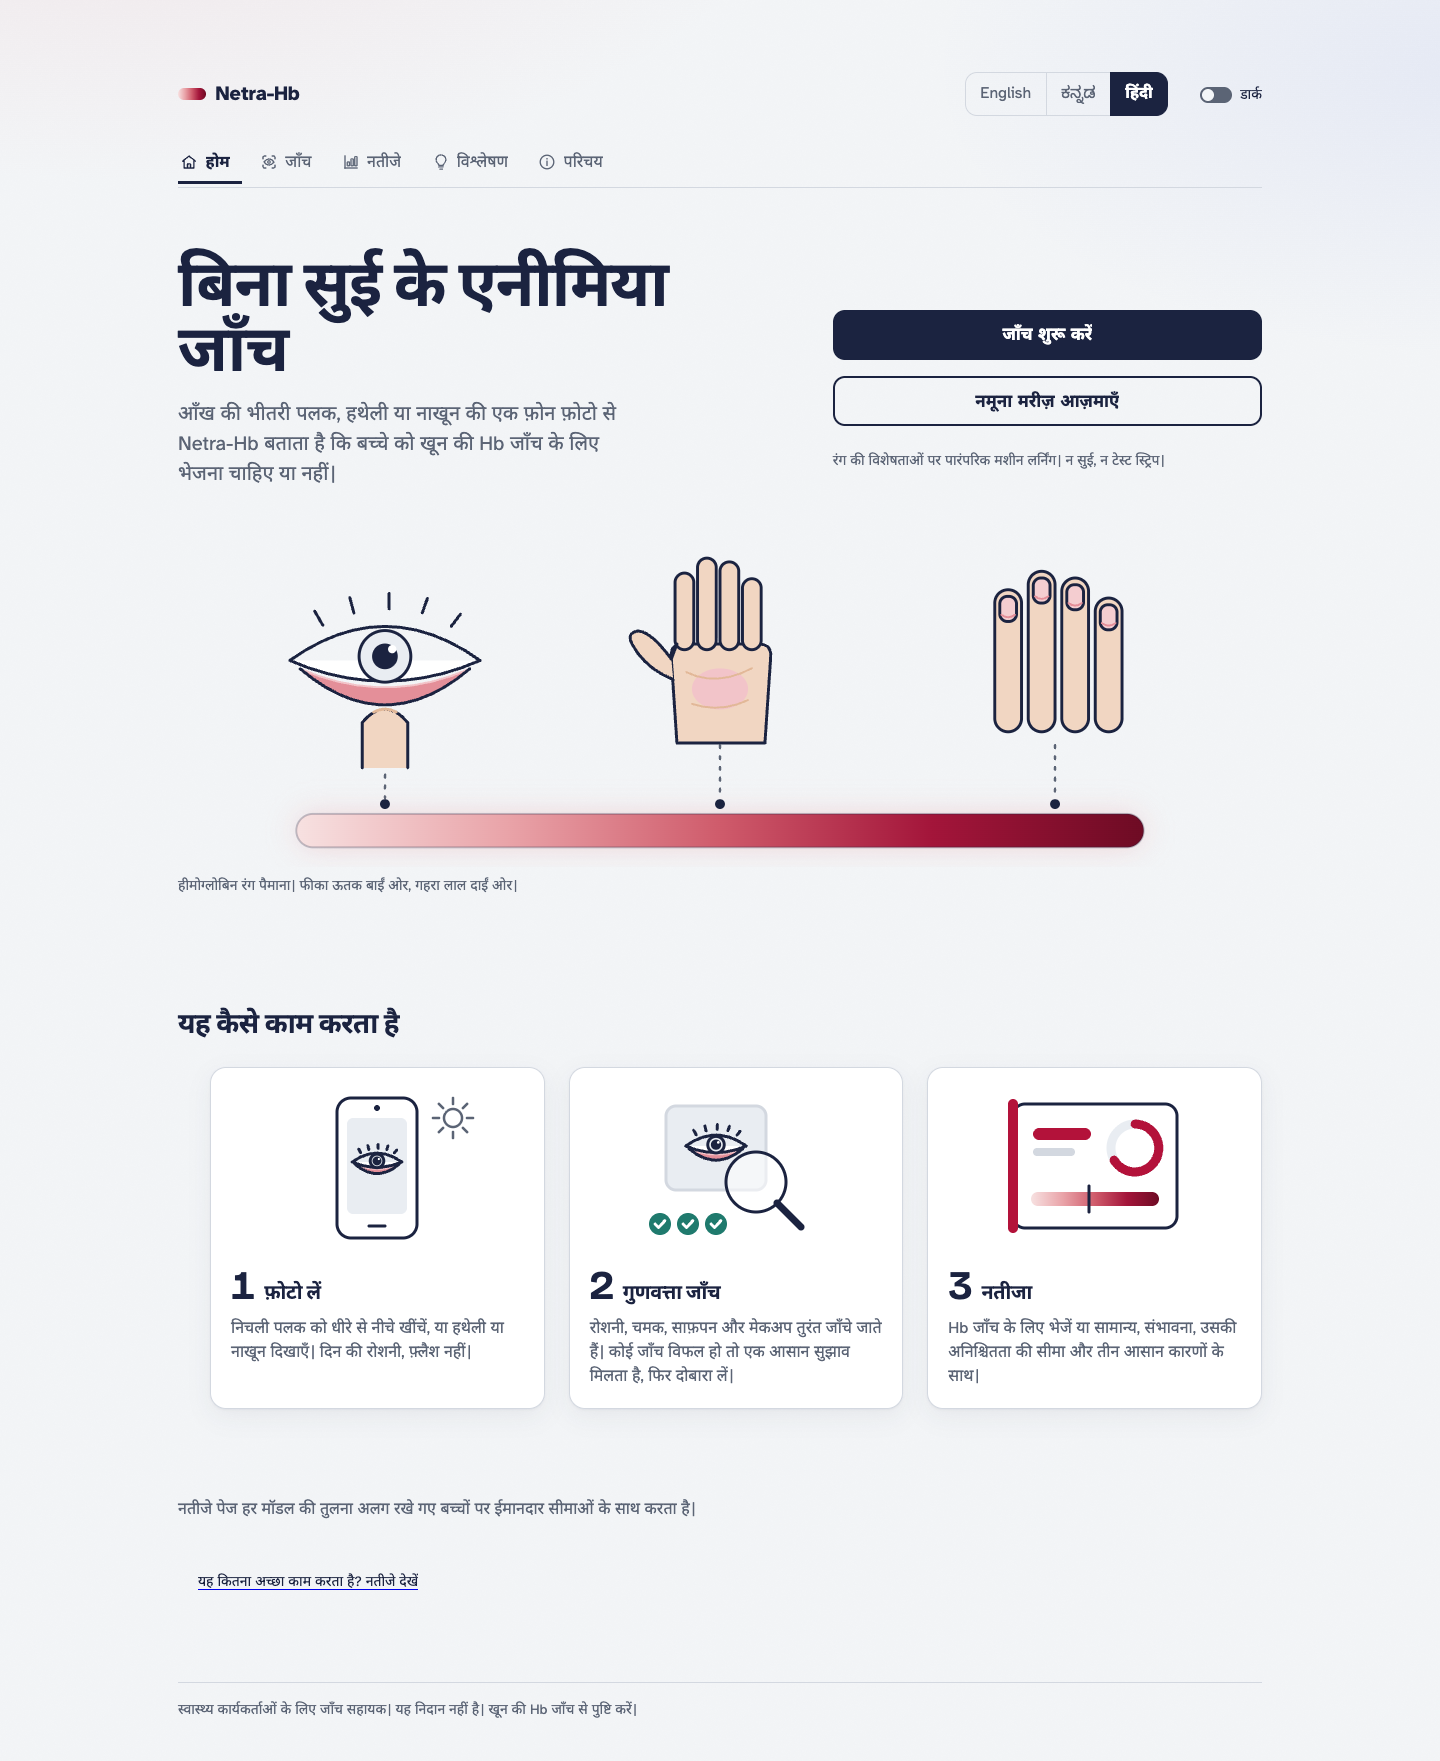 Netra-Hb
English
ಕನ್ನಡ
हिंदी
डार्क
होम
जाँच
नतीजे
विश्लेषण
परिचय
बिना सुई के एनीमिया
जाँच
आँख की भीतरी पलक, हथेली या नाखून की एक फ़ोन फ़ोटो से
Netra-Hb बताता है कि बच्चे को खून की Hb जाँच के लिए
भेजना चाहिए या नहीं|
जाँच शुरू करें
नमूना मरीज़ आज़माएँ
रंग की विशेषताओं पर पारंपरिक मशीन लर्निंग| न सुई, न टेस्ट स्ट्रिप|
हीमोग्लोबिन रंग पैमाना| फीका ऊतक बाईं ओर, गहरा लाल दाईं ओर|
यह कैसे काम करता है
1 फ़ोटो लें
निचली पलक को धीरे से नीचे खींचें, या हथेली या
नाखून दिखाएँ| दिन की रोशनी, फ़्लैश नहीं|
2 गुणवत्ता जाँच
रोशनी, चमक, साफ़पन और मेकअप तुरंत जाँचे जाते
हैं| कोई जाँच विफल हो तो एक आसान सुझाव
मिलता है, फिर दोबारा लें|
3 नतीजा
Hb जाँच के लिए भेजें या सामान्य, संभावना, उसकी
अनिश्चितता की सीमा और तीन आसान कारणों के
साथ|
नतीजे पेज हर मॉडल की तुलना अलग रखे गए बच्चों पर ईमानदार सीमाओं के साथ करता है|
यह कितना अच्छा काम करता है? नतीजे देखें
स्वास्थ्य कार्यकर्ताओं के लिए जाँच सहायक| यह निदान नहीं है| खून की Hb जाँच से पुष्टि करें|